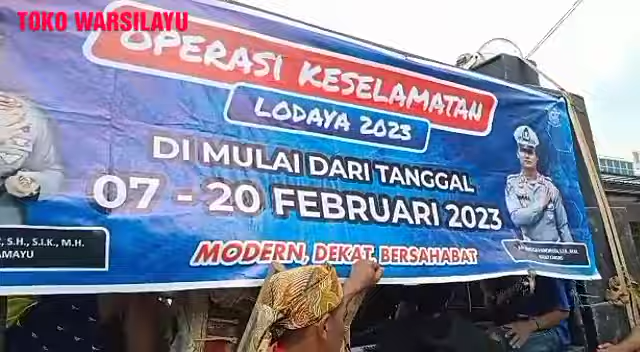 TOKO WARSILAYU
OPERASI KESELAMATAN
LODAYA 2023
DI MULAI DARI TANGGAL
07 - 20 FEBRUARI 2023
MODERN, DEKAT, BERSAHABAT
S.H., S.I.K., M.H.
AMAYU